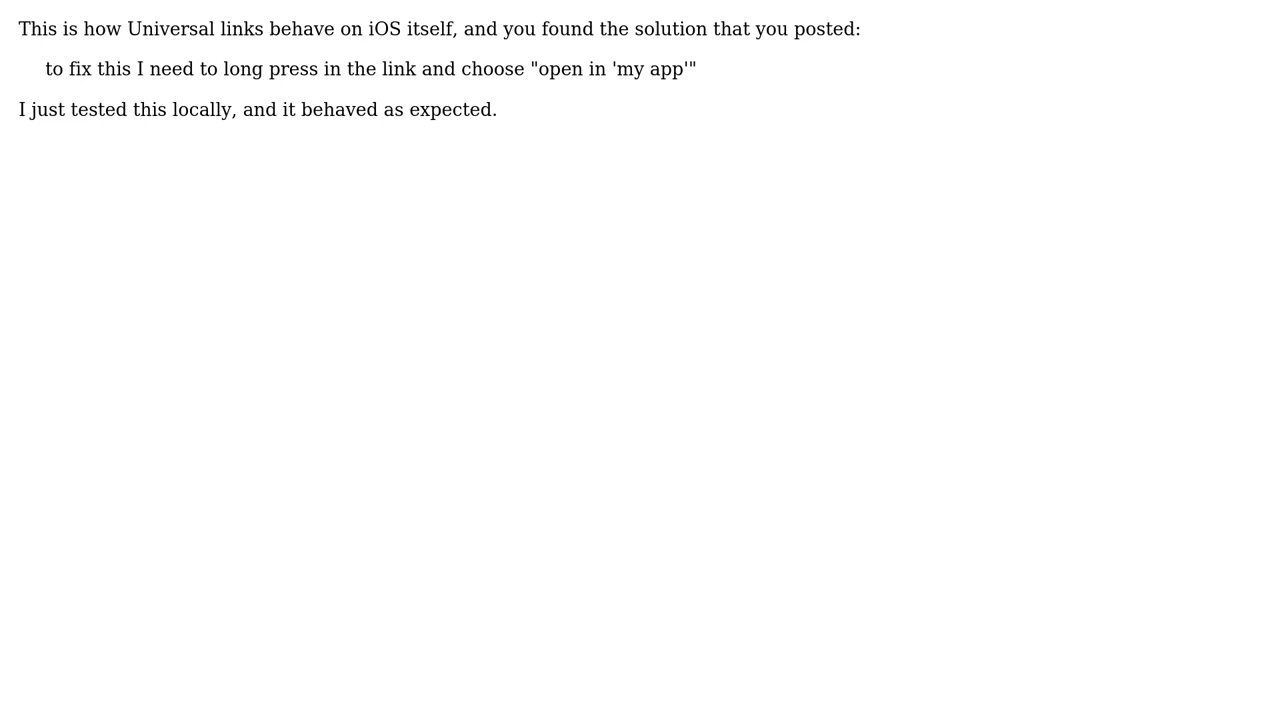 This is how Universal links behave on iOS itself, and you found the solution that you posted:
to fix this I need to long press in the link and choose "open in 'my app'"
I just tested this locally, and it behaved as expected.